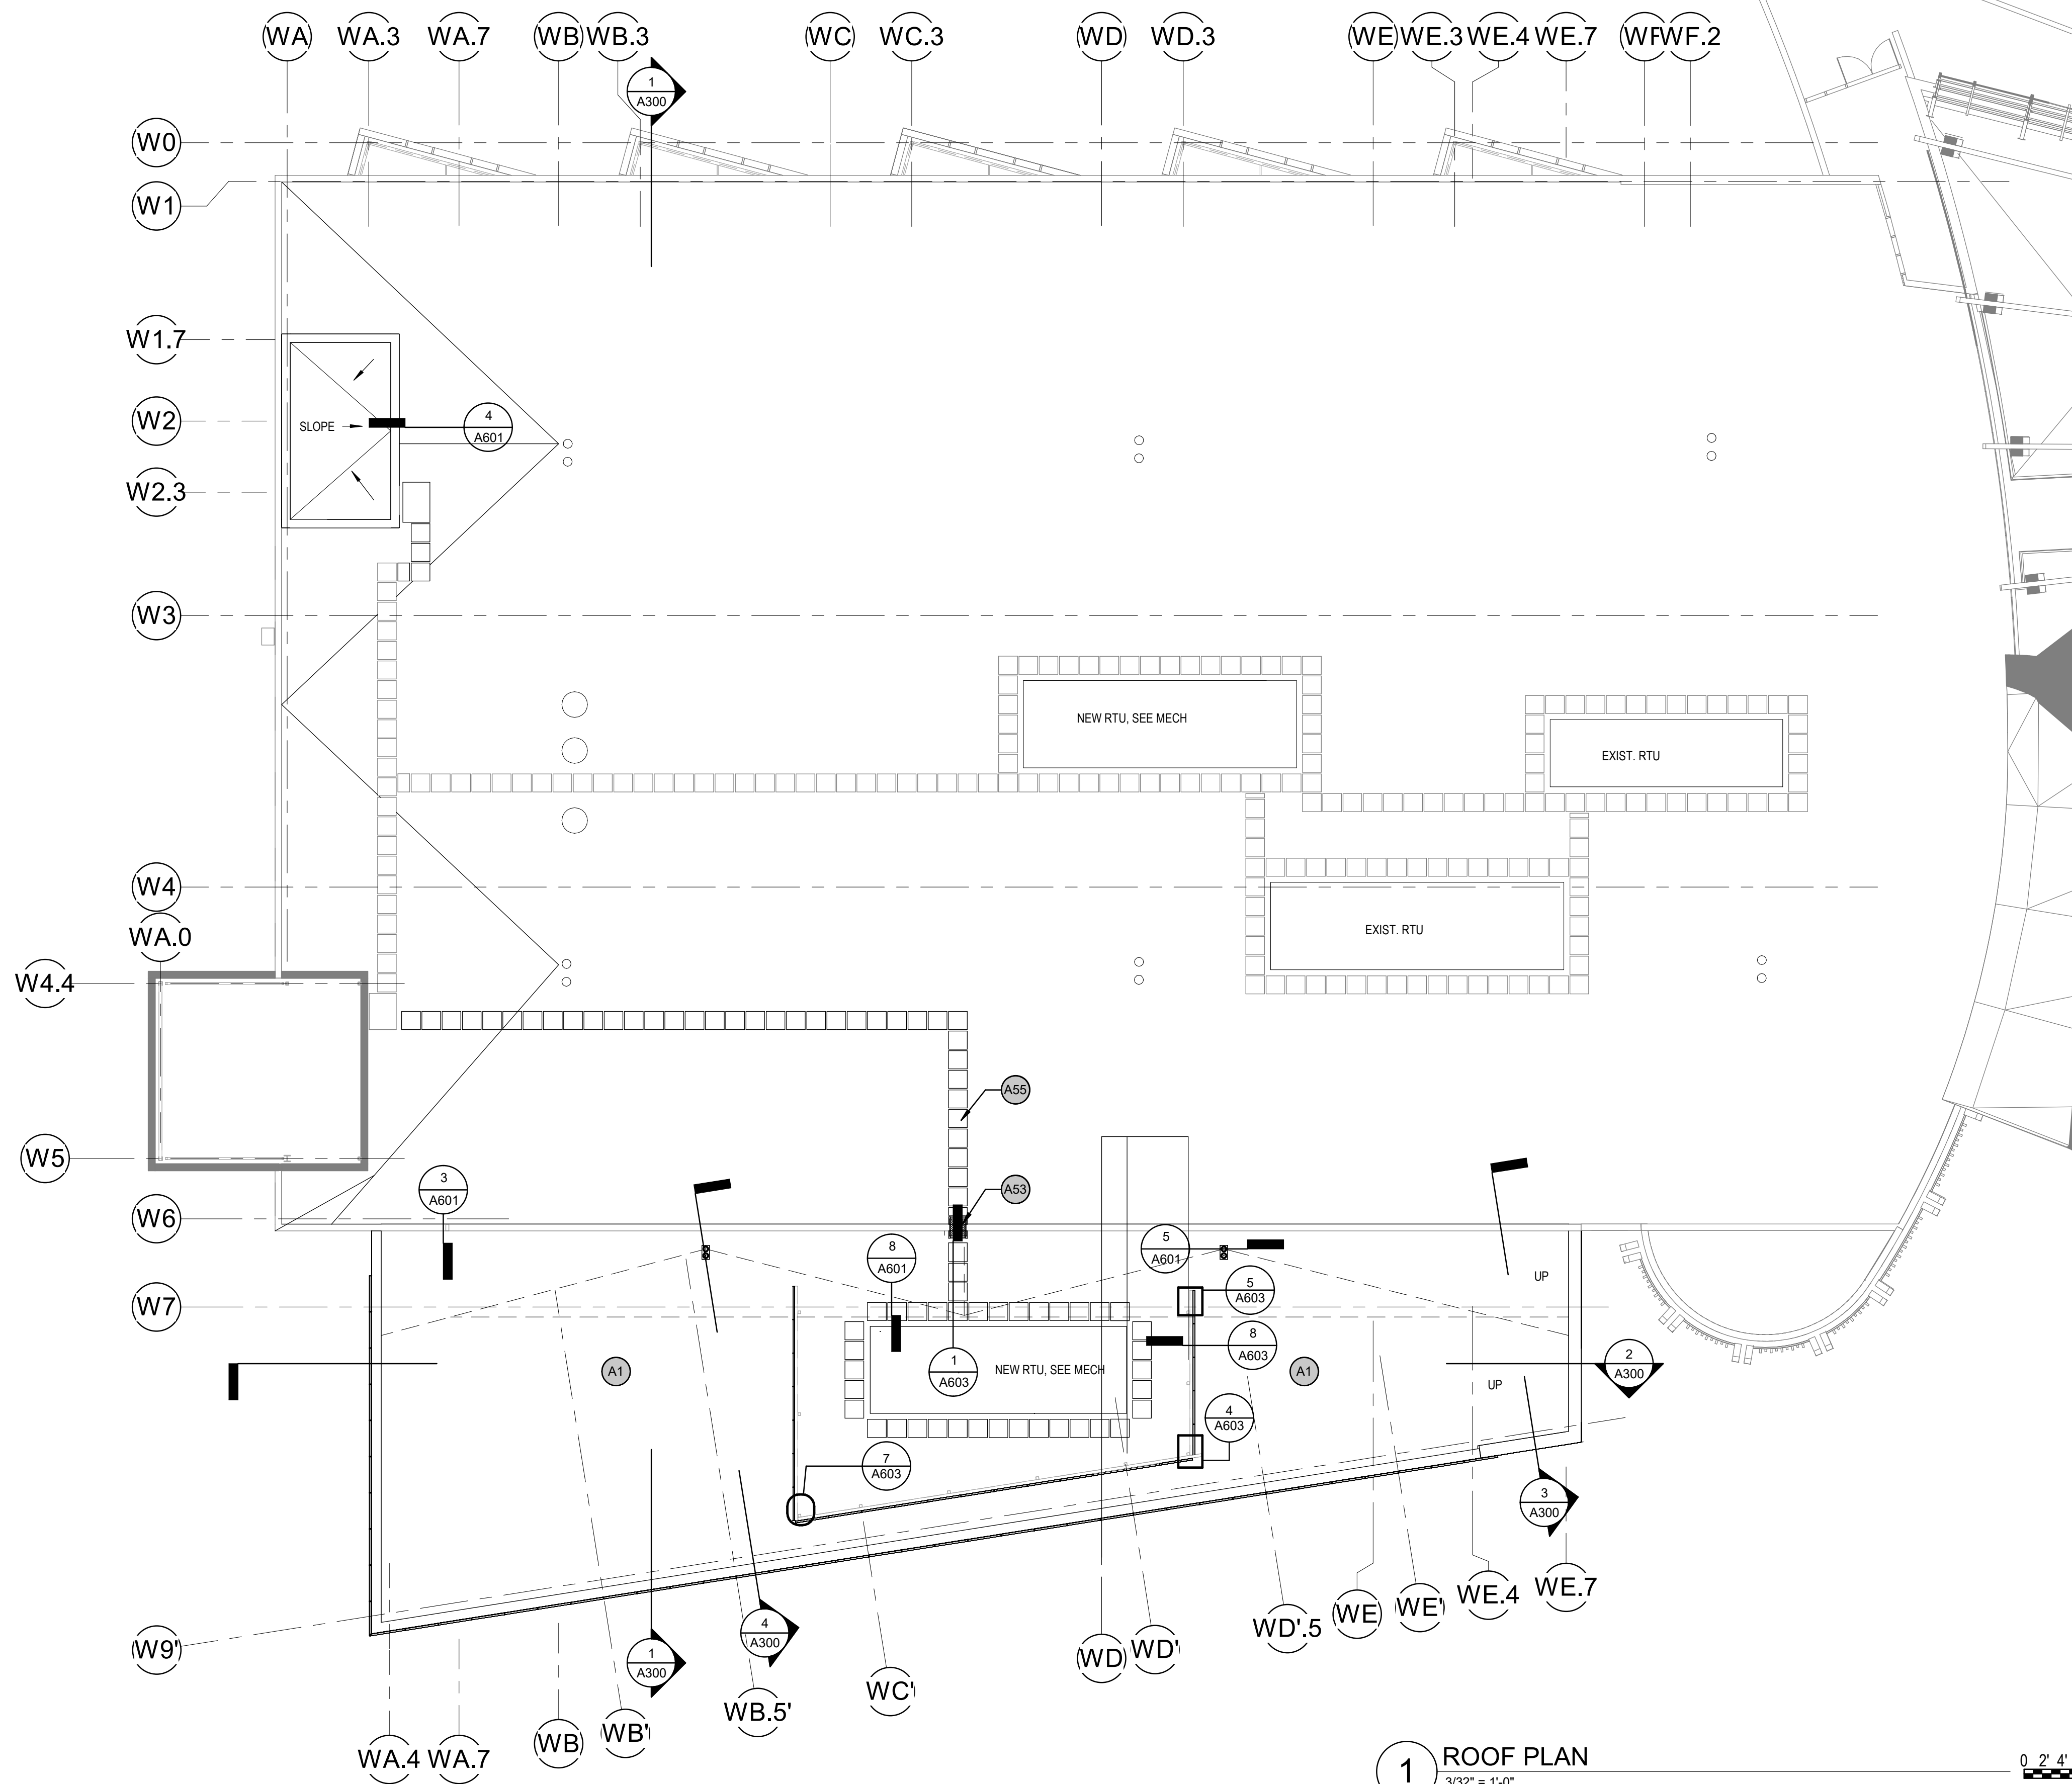 WA WA.3 WA.7 WB WB.3 WC WC.3 WD WD.3 WE WE.3 WE.4 WE.7 WF WF.2
1
A300
W0
W1
W1.7
W2
SLOPE
4
A601
W2.3
W3
NEW RTU, SEE MECH
EXIST. RTU
W4
WA.0
EXIST. RTU
W4.4
A55
W5
3
A601
A53
W6
8
A601
5
A601
UP
5
A603
W7
8
A603
1
A603
NEW RTU, SEE MECH
A1
A1
2
A300
UP
4
A603
7
A603
3
A300
W9'
4
A300
1
A300
WA.4 WA.7 WB WB' WB.5' WC' WD WD' WD'.5 WE WE' WE.4 WE.7
1 ROOF PLAN
3/32" = 1'-0"
0 2' 4'